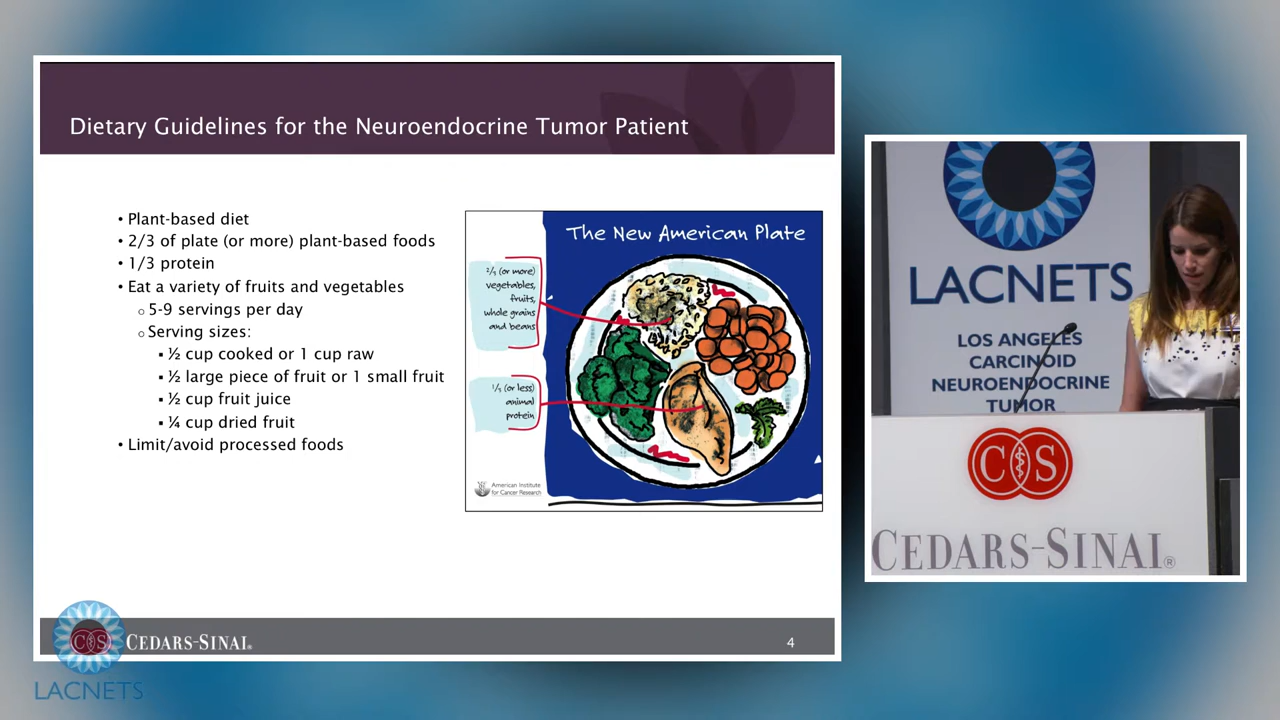 Dietary Guidelines for the Neuroendocrine Tumor Patient
• Plant-based diet
• 2/3 of plate (or more) plant-based foods
• 1/3 protein
• Eat a variety of fruits and vegetables
o 5-9 servings per day
o Serving sizes:
▪ ½ cup cooked or 1 cup raw
▪ ½ large piece of fruit or 1 small fruit
▪ ½ cup fruit juice
▪ ¼ cup dried fruit
• Limit/avoid processed foods
The New American Plate
2/3 (or more)
vegetables,
fruits,
whole grains
and beans
1/3 (or less)
animal
protein
American Institute
for Cancer Research
CS
CEDARS-SINAI®
4
LACNETS
LACNETS
LOS ANGELES
CARCINOID
NEUROENDOCRINE
TUMOR
CS
CEDARS-SINAI®